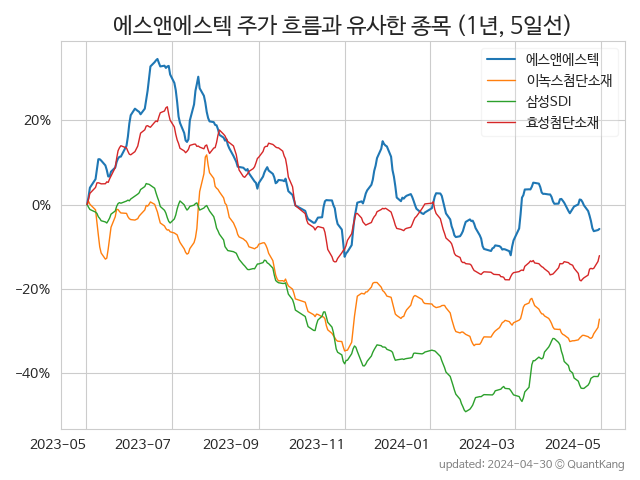 에스앤에스텍 주가 흐름과 유사한 종목 (1년, 5일선)
에스앤에스텍
이녹스첨단소재
삼성SDI
효성첨단소재
20%
0%
−20%
−40%
2023-05 2023-07 2023-09 2023-11 2024-01 2024-03 2024-05
updated: 2024-04-30 © QuantKang